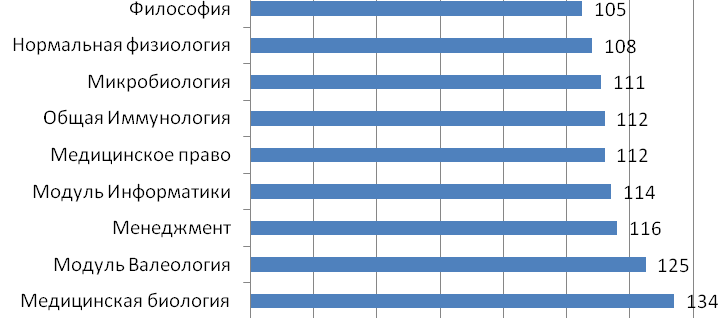 Философия 105
Нормальная физиология 108
Микробиология 111
Общая Иммунология 112
Медицинское право 112
Модуль Информатики 114
Менеджмент 116
Модуль Валеология 125
Медицинская биология 134